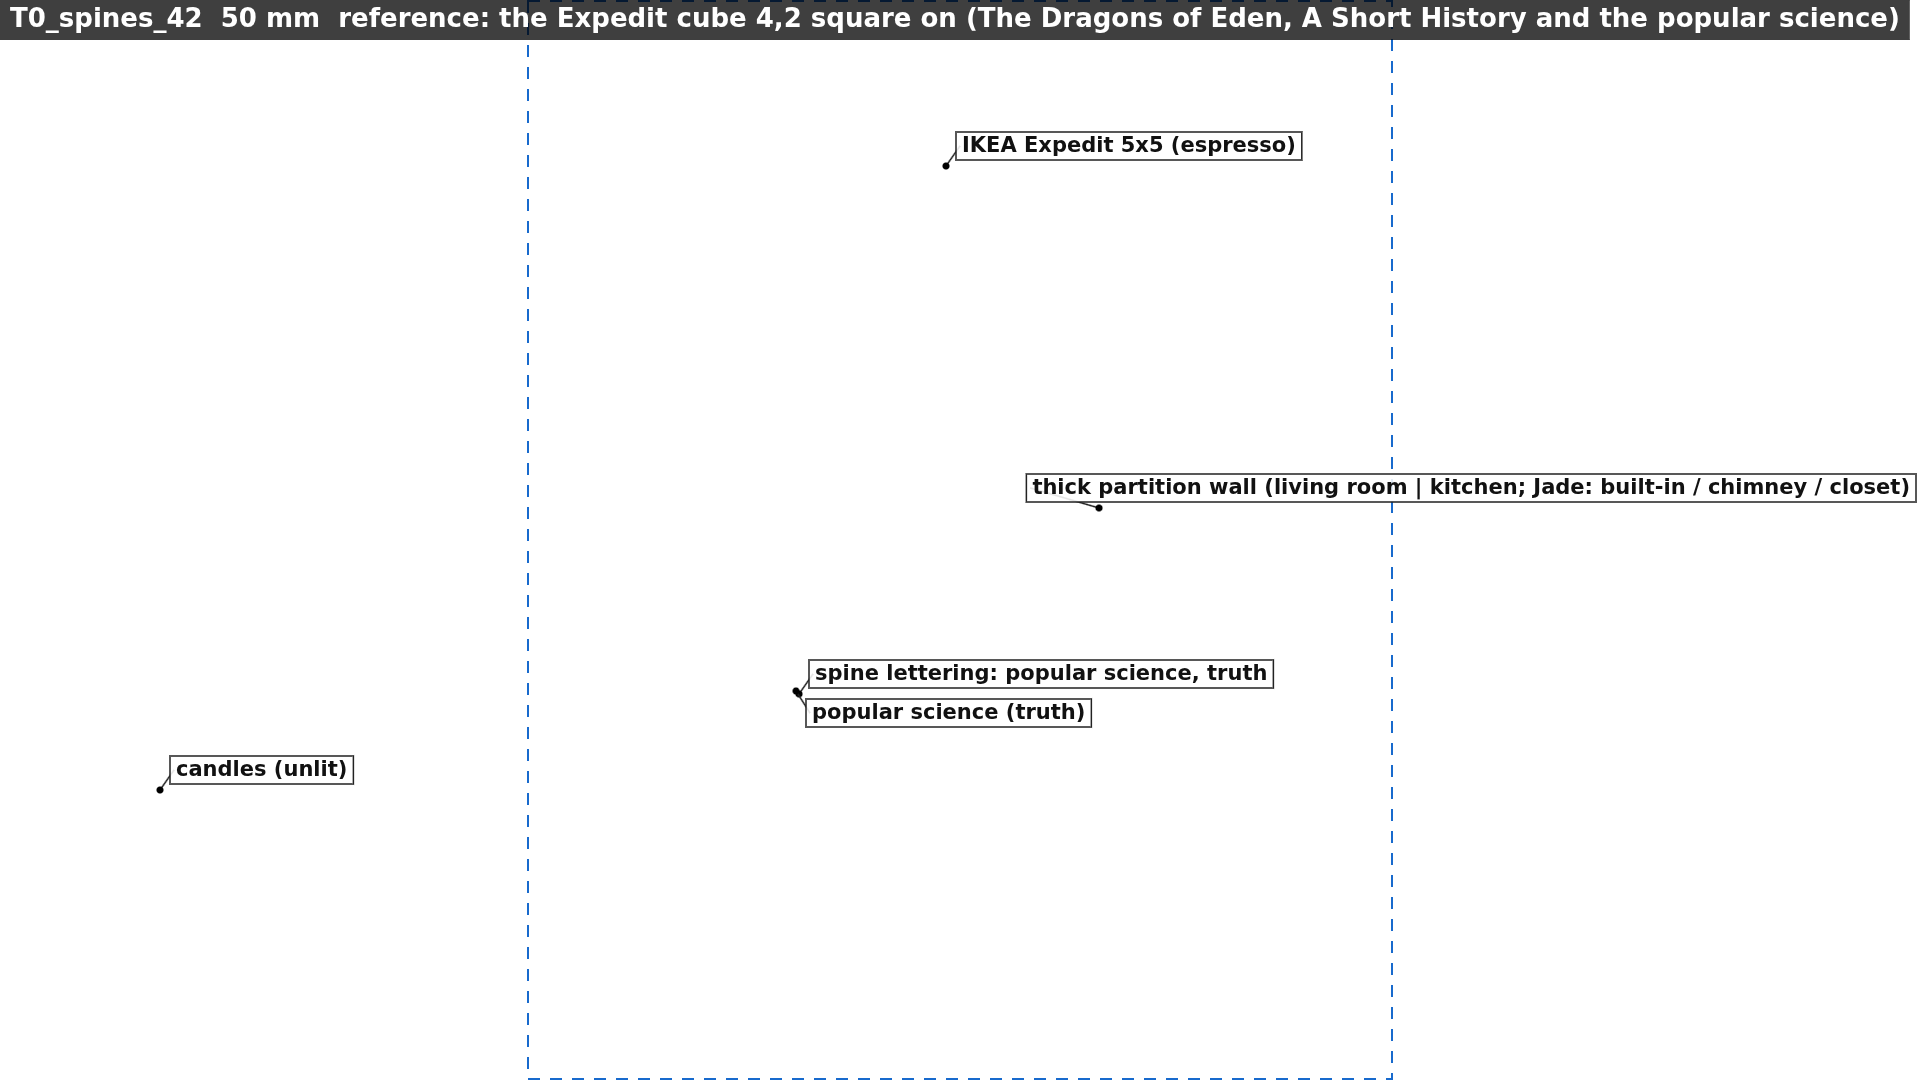 T0_spines_42 50 mm reference: the Expedit cube 4,2 square on (The Dragons of Eden, A Short History and the popular science)
IKEA Expedit 5x5 (espresso)
thick partition wall (living room | kitchen; Jade: built-in / chimney / closet)
spine lettering: popular science, truth
popular science (truth)
candles (unlit)